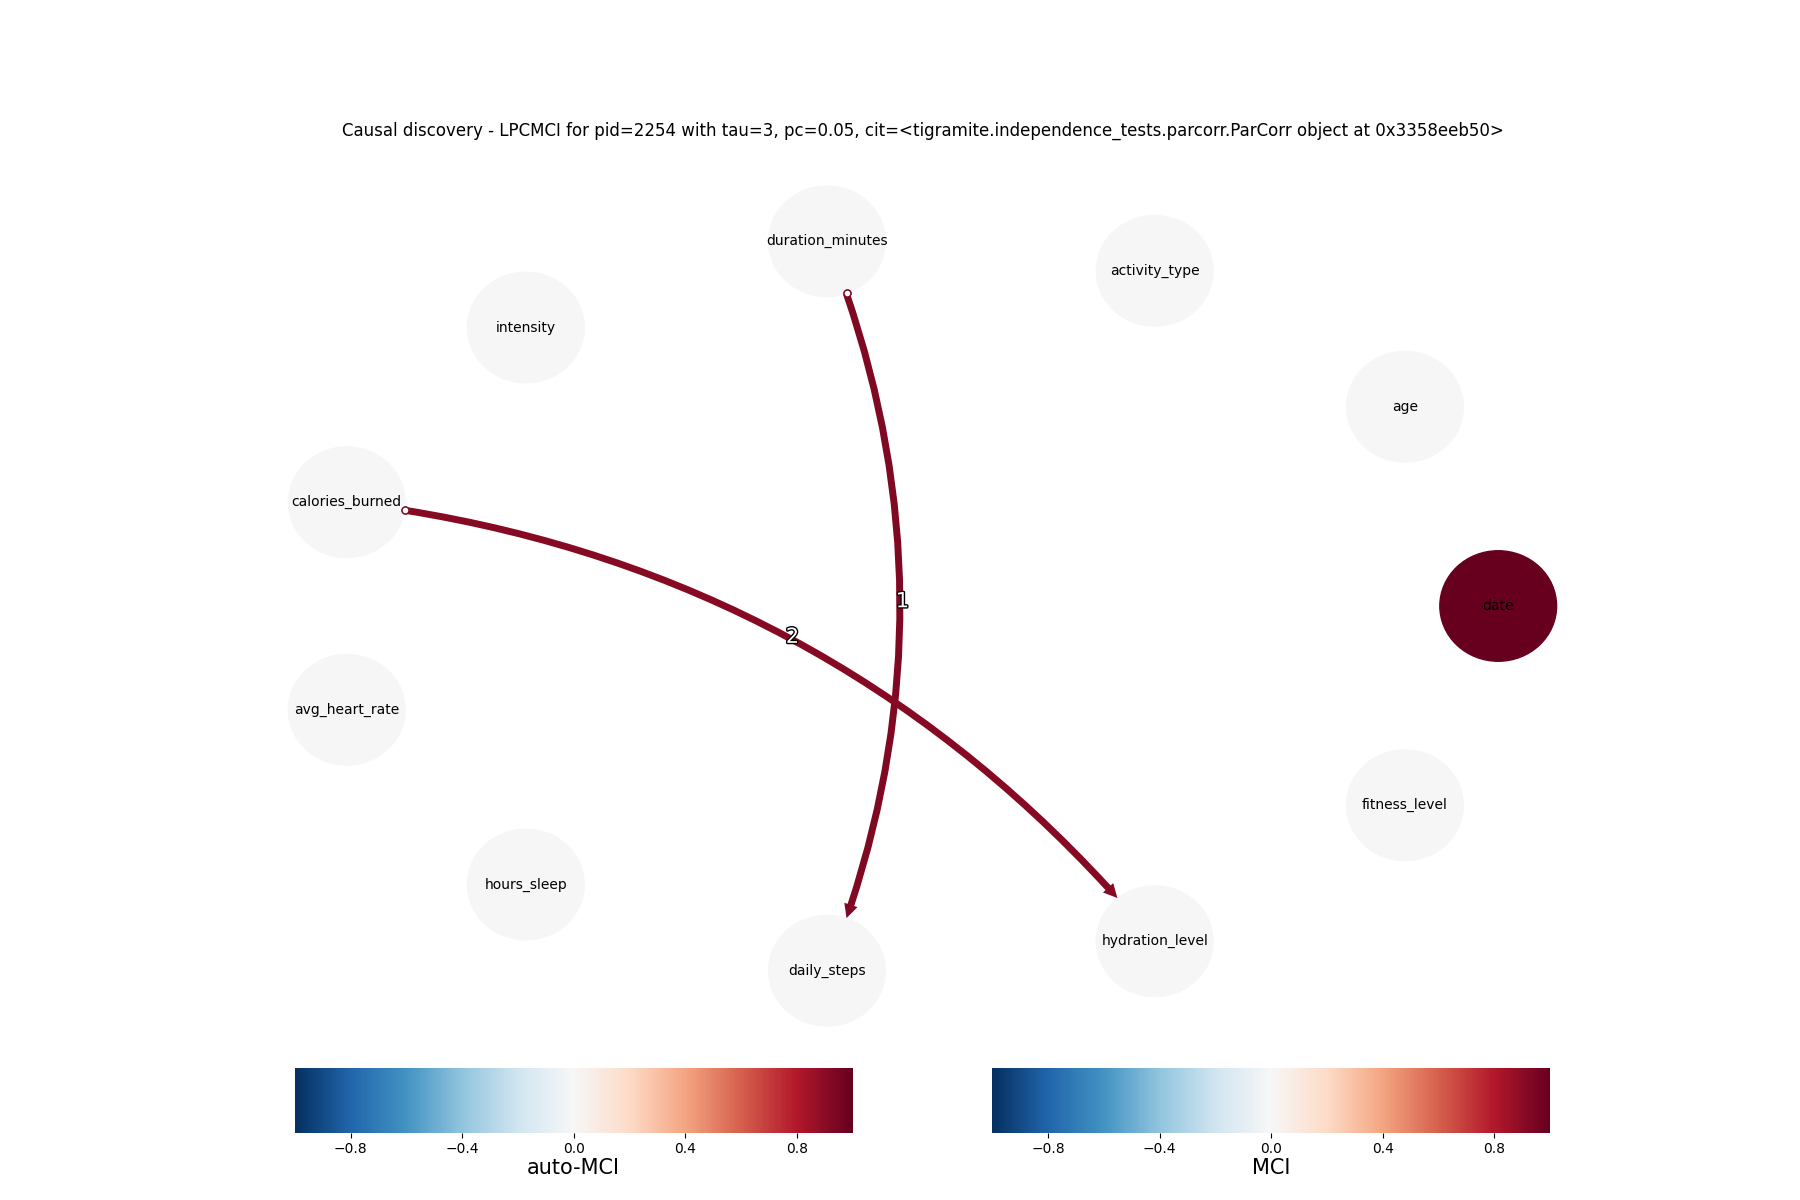 Causal discovery - LPCMCI for pid=2254 with tau=3, pc=0.05, cit=<tigramite.independence_tests.parcorr.ParCorr object at 0x3358eeb50>
duration_minutes
activity_type
intensity
age
calories_burned
1
date
2
avg_heart_rate
fitness_level
hours_sleep
hydration_level
daily_steps
−0.8 −0.4 0.0 0.4 0.8
auto-MCI
−0.8 −0.4 0.0 0.4 0.8
MCI